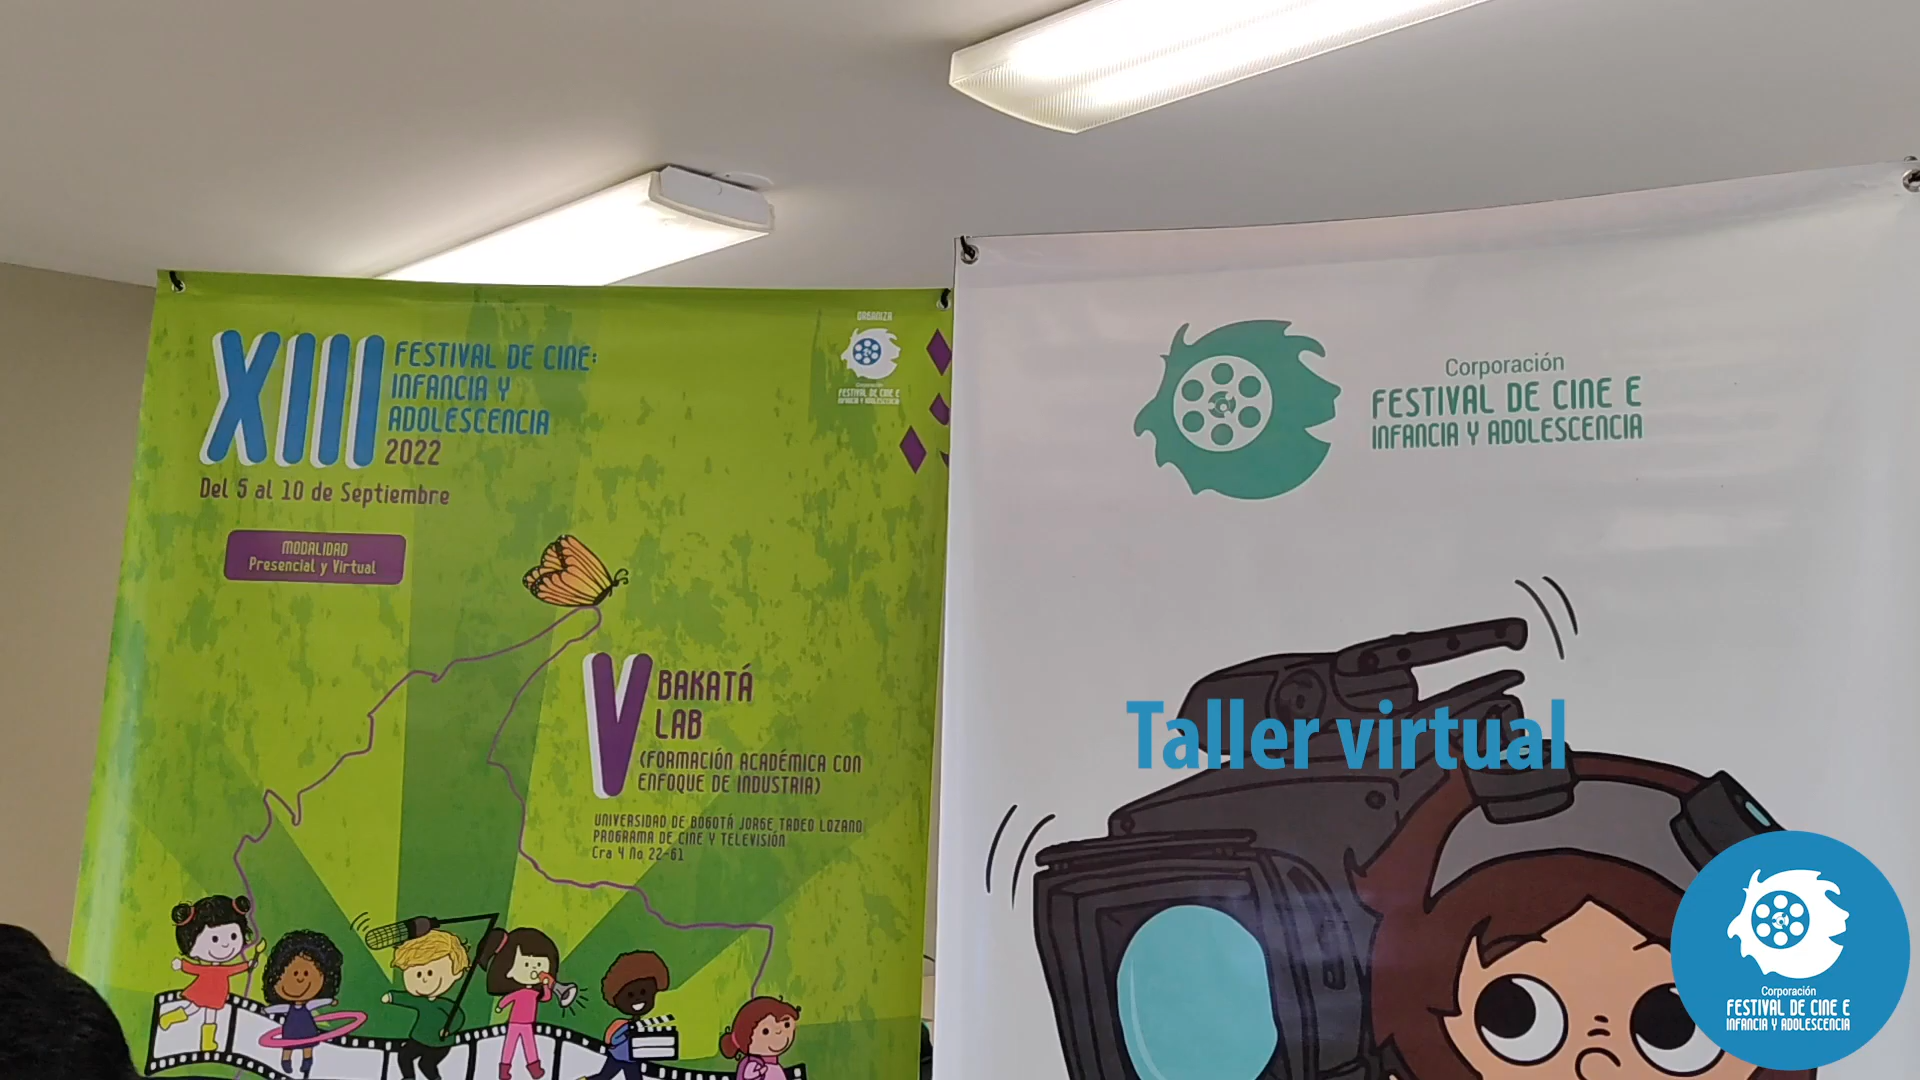 XIII
FESTIVAL DE CINE:
INFANCIA Y
ADOLESCENCIA
2022
Del 5 al 10 de Septiembre
MODALIDAD
Presencial y Virtual
ORGANIZA
Corporación
FESTIVAL DE CINE E
INFANCIA Y ADOLESCENCIA
V
BAKATÁ
LAB
(FORMACIÓN ACADÉMICA CON
ENFOQUE DE INDUSTRIA)
UNIVERSIDAD DE BOGOTÁ JORGE TADEO LOZANO
PROGRAMA DE CINE Y TELEVISIÓN
Cra 4 No 22-61
Corporación
FESTIVAL DE CINE E
INFANCIA Y ADOLESCENCIA
Taller virtual
Corporación
FESTIVAL DE CINE E
INFANCIA Y ADOLESCENCIA